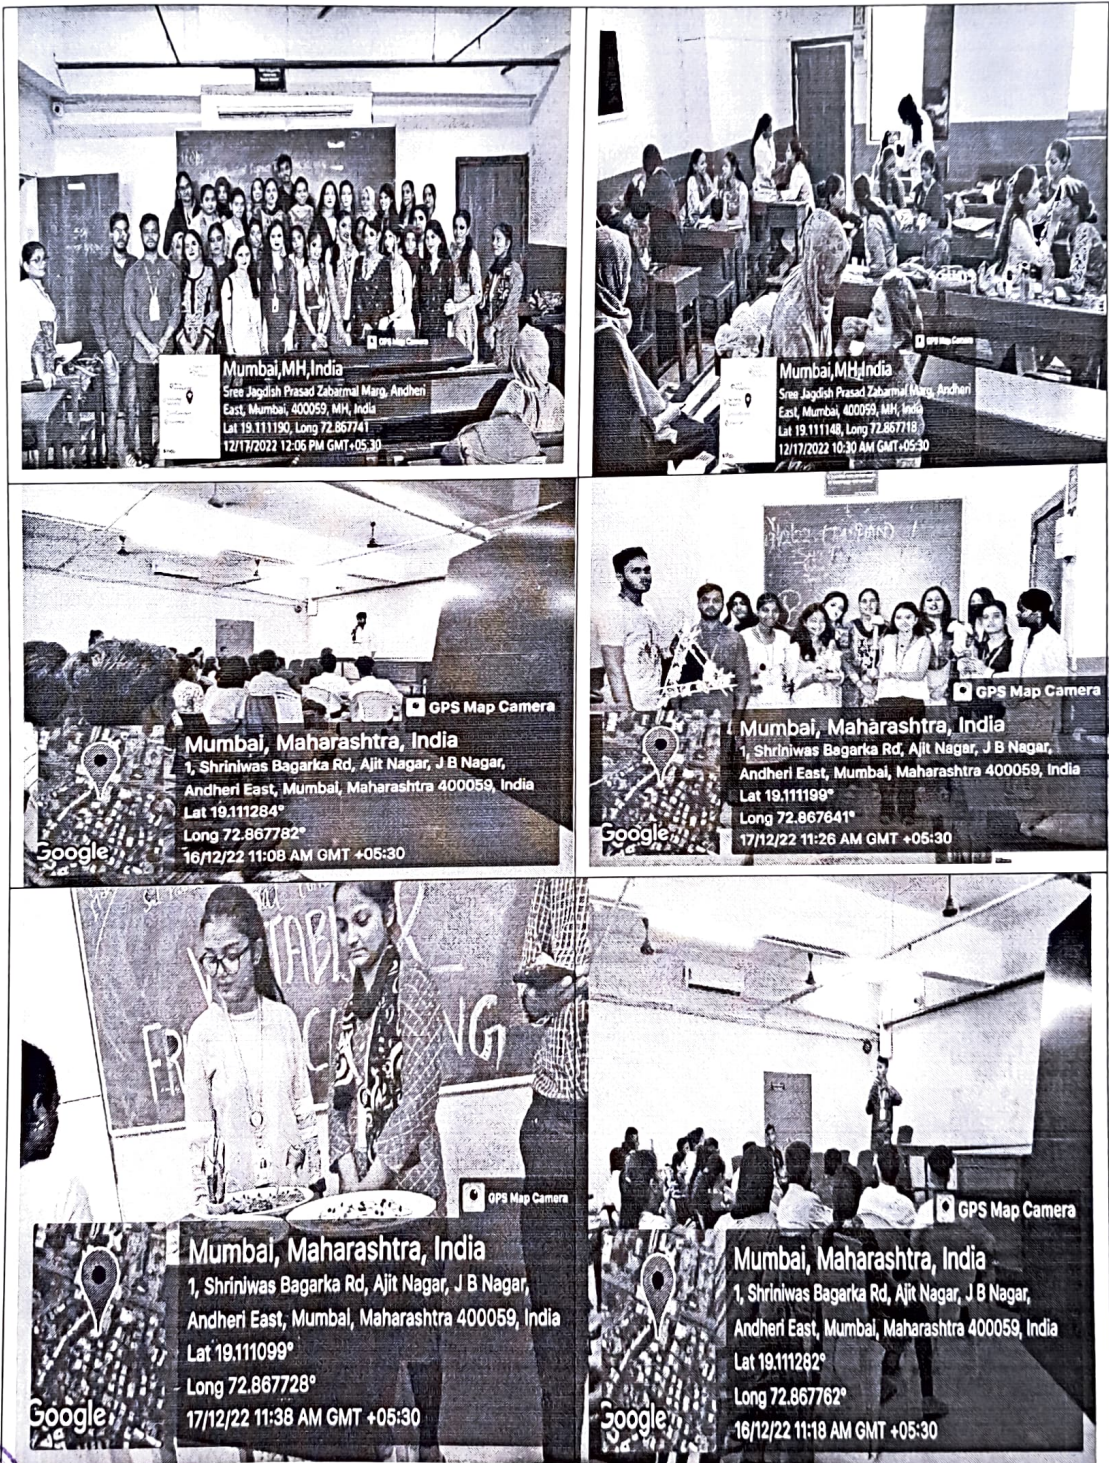 GPS Map Camera
Mumbai,MH,India
Sree Jagdish Prasad Zabarmal Marg, Andheri
East, Mumbai, 400059, MH, India
Lat 19.111190, Long 72.867741
12/17/2022 12:06 PM GMT+05:30
GPS Map Camera
Mumbai,MH,India
Sree Jagdish Prasad Zabarmal Marg, Andheri
East, Mumbai, 400059, MH, India
Lat 19.111148, Long 72.867718
12/17/2022 10:30 AM GMT+05:30
GPS Map Camera
Mumbai, Maharashtra, India
1, Shriniwas Bagarka Rd, Ajit Nagar, J B Nagar,
Andheri East, Mumbai, Maharashtra 400059, India
Lat 19.111284°
Long 72.867782°
16/12/22 11:08 AM GMT +05:30
Google
GPS Map Camera
Mumbai, Maharashtra, India
1, Shriniwas Bagarka Rd, Ajit Nagar, J B Nagar,
Andheri East, Mumbai, Maharashtra 400059, India
Lat 19.111199°
Long 72.867641°
17/12/22 11:26 AM GMT +05:30
Google
GPS Map Camera
Mumbai, Maharashtra, India
1, Shriniwas Bagarka Rd, Ajit Nagar, J B Nagar,
Andheri East, Mumbai, Maharashtra 400059, India
Lat 19.111099°
Long 72.867728°
17/12/22 11:38 AM GMT +05:30
Google
GPS Map Camera
Mumbai, Maharashtra, India
1, Shriniwas Bagarka Rd, Ajit Nagar, J B Nagar,
Andheri East, Mumbai, Maharashtra 400059, India
Lat 19.111282°
Long 72.867762°
16/12/22 11:18 AM GMT +05:30
Google